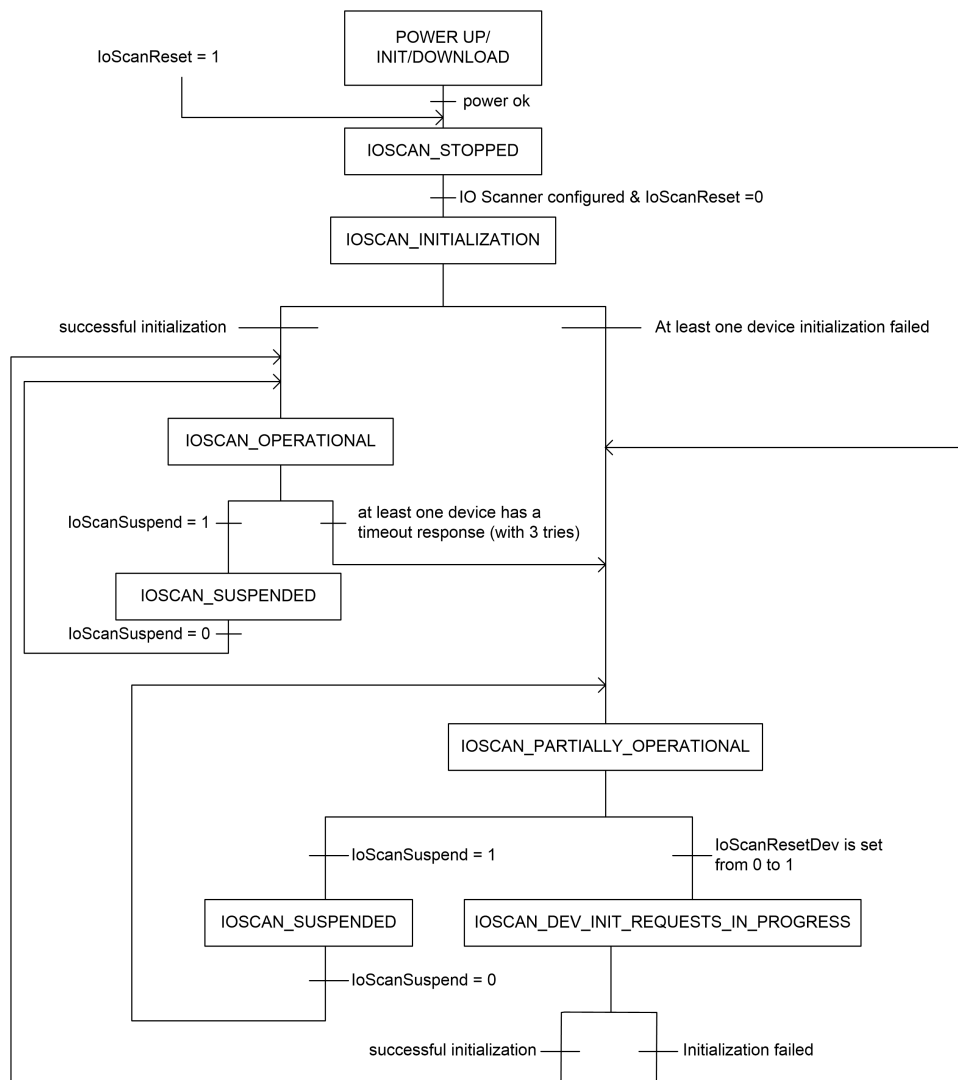 POWER UP/
INIT/DOWNLOAD
IoScanReset = 1
power ok
IOSCAN_STOPPED
IO Scanner configured & IoScanReset =0
IOSCAN_INITIALIZATION
successful initialization
At least one device initialization failed
IOSCAN_OPERATIONAL
IoScanSuspend = 1
at least one device has a
timeout response (with 3 tries)
IOSCAN_SUSPENDED
IoScanSuspend = 0
IOSCAN_PARTIALLY_OPERATIONAL
IoScanSuspend = 1
IoScanResetDev is set
from 0 to 1
IOSCAN_SUSPENDED
IOSCAN_DEV_INIT_REQUESTS_IN_PROGRESS
IoScanSuspend = 0
successful initialization
Initialization failed